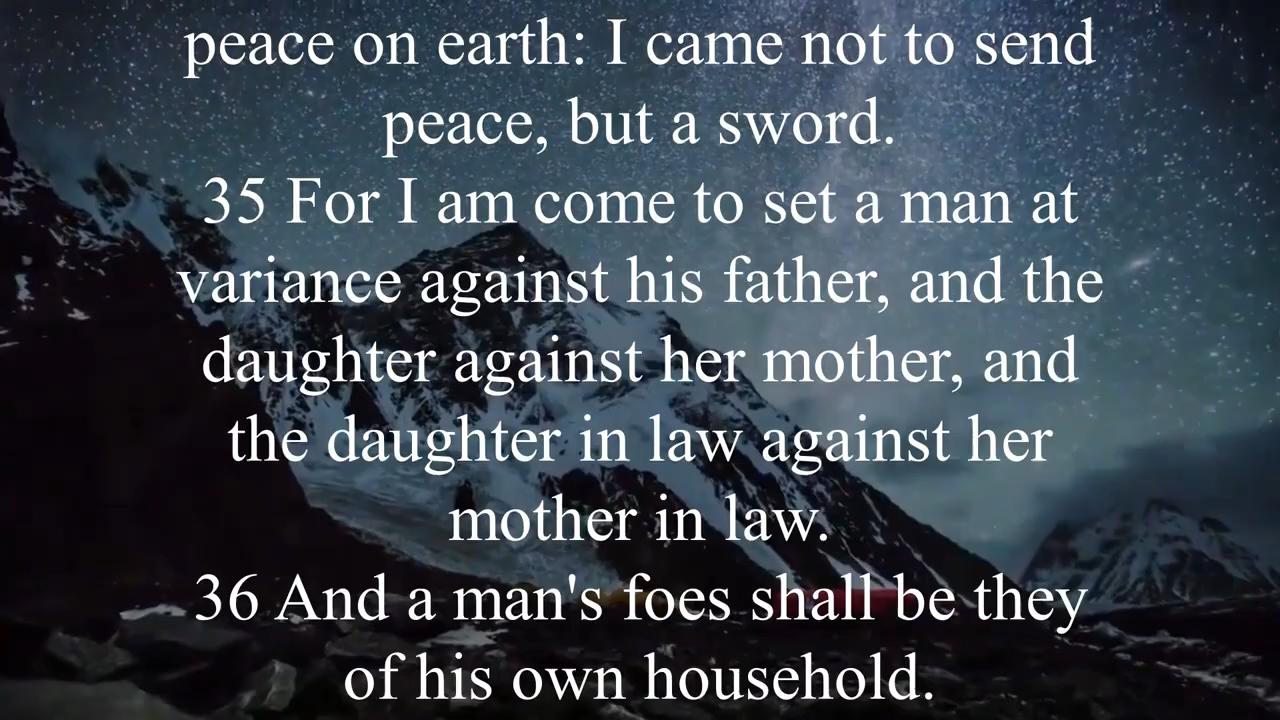 peace on earth: I came not to send
peace, but a sword.
35 For I am come to set a man at
variance against his father, and the
daughter against her mother, and
the daughter in law against her
mother in law.
36 And a man's foes shall be they
of his own household.